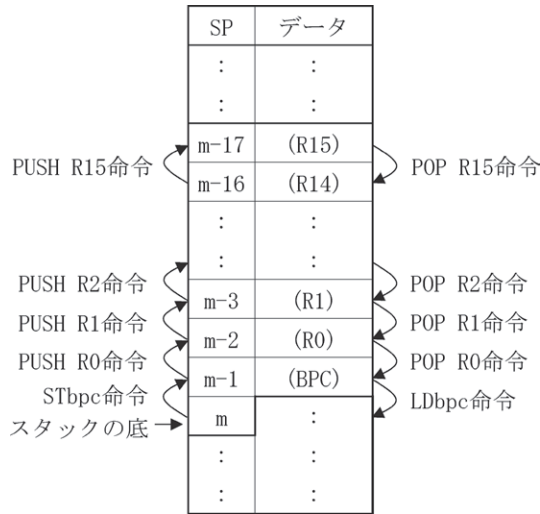 SP データ
: :
: :
PUSH R15命令 m-17 (R15) POP R15命令
m-16 (R14)
: :
: :
PUSH R2命令 POP R2命令
m-3 (R1)
PUSH R1命令 POP R1命令
m-2 (R0)
PUSH R0命令 POP R0命令
m-1 (BPC)
STbpc命令 LDbpc命令
スタックの底 m :
: :
: :